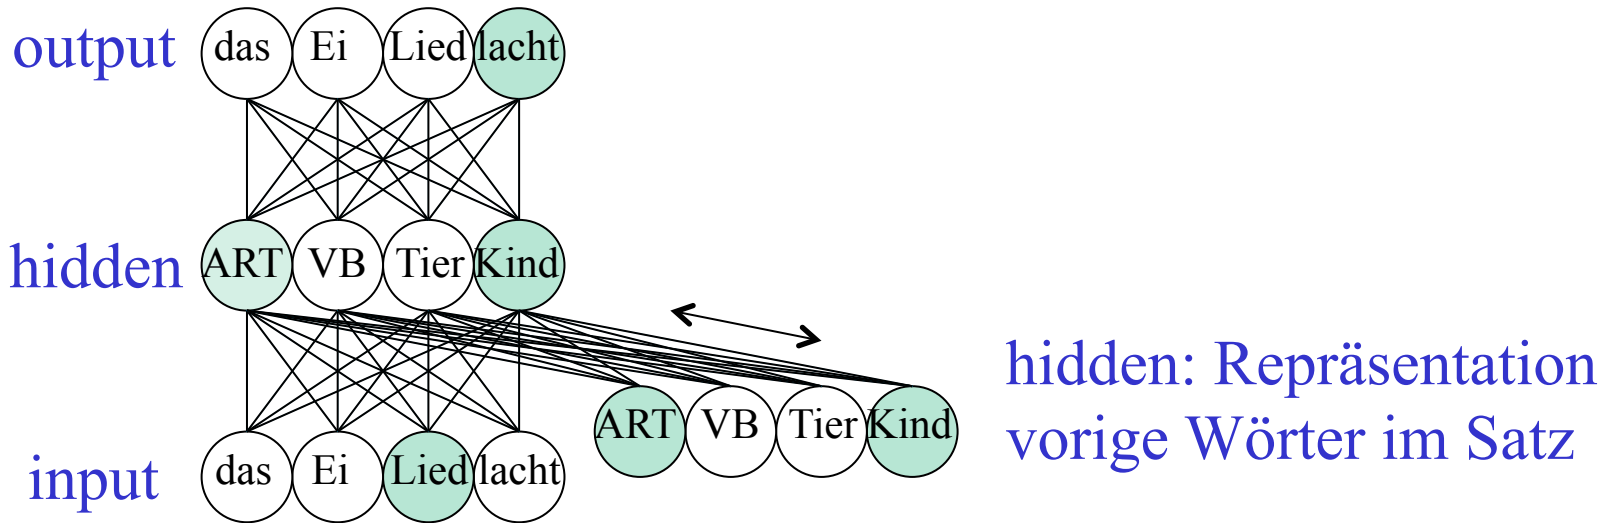 output das Ei Lied lacht
hidden ART VB Tier Kind
hidden: Repräsentation
ART VB Tier Kind
vorige Wörter im Satz
input das Ei Lied lacht